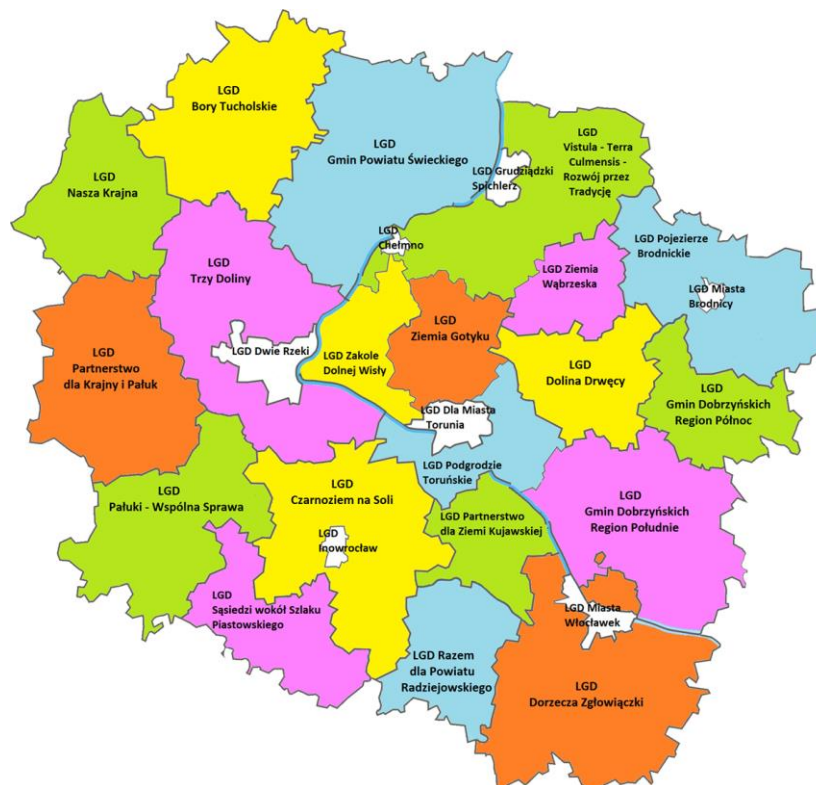 LGD
Bory Tucholskie
LGD
Gmin Powiatu Świeckiego
LGD
Vistula - Terra
Culmensis -
Rozwój przez
Tradycję
LGD Grudziądzki
Spichlerz
LGD
Nasza Krajna
LGD
Chełmno
LGD Pojezierze
Brodnickie
LGD
Trzy Doliny
LGD Ziemia
Wąbrzeska
LGD Miasta
Brodnicy
LGD
Ziemia Gotyku
LGD
Partnerstwo
dla Krajny i Pałuk
LGD Dwie Rzeki
LGD Zakole
Dolnej Wisły
LGD
Dolina Drwęcy
LGD
Gmin Dobrzyńskich
Region Północ
LGD Dla Miasta
Torunia
LGD Podgrodzie
Toruńskie
LGD
Pałuki - Wspólna Sprawa
LGD
Czarnoziem na Soli
LGD
Gmin Dobrzyńskich
Region Południe
LGD Partnerstwo
dla Ziemi Kujawskiej
LGD
Inowrocław
LGD
Sąsiedzi wokół Szlaku
Piastowskiego
LGD Miasta
Włocławek
LGD Razem
dla Powiatu
Radziejowskiego
LGD
Dorzecza Zgłowiączki